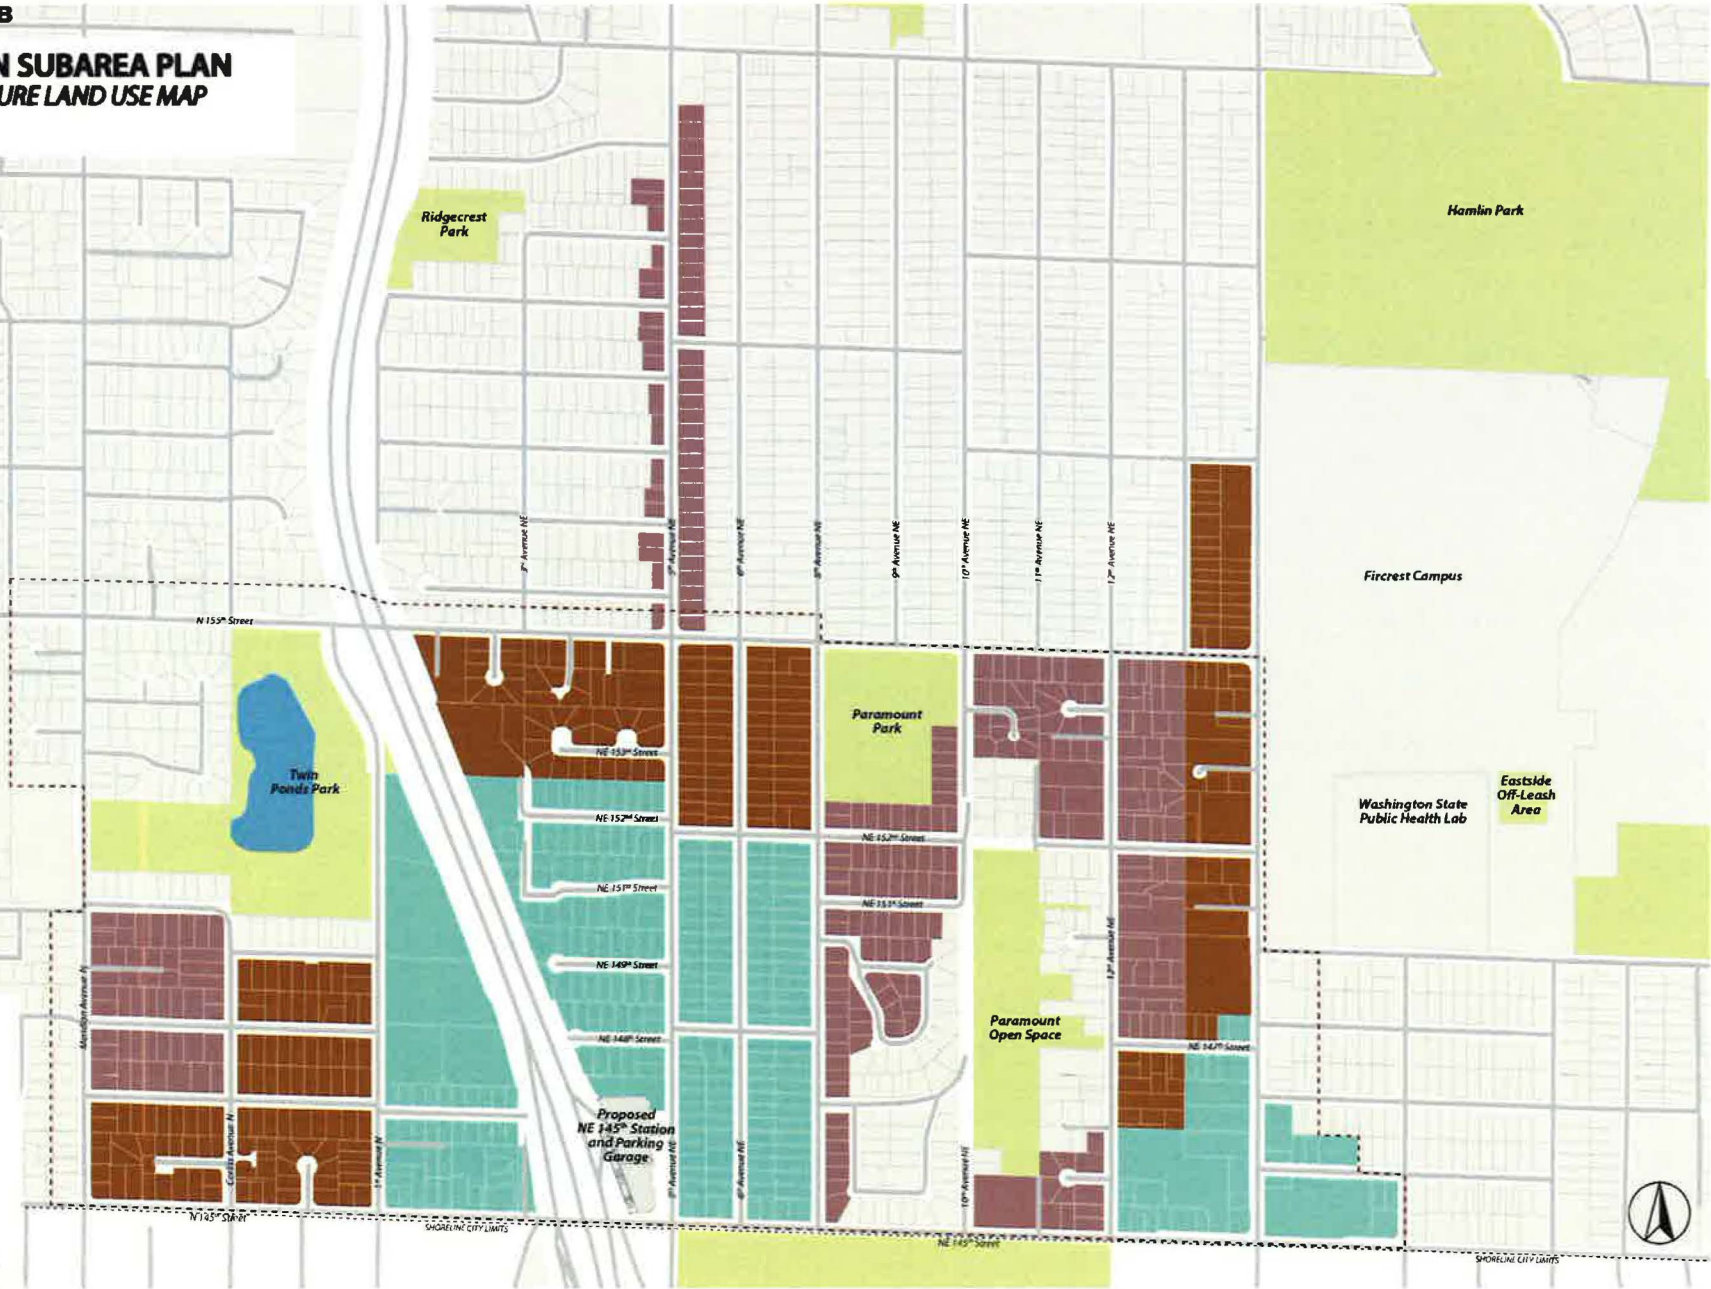 B
N SUBAREA PLAN
URE LAND USE MAP
Ridgecrest
Park
Hamlin Park
3rd Avenue NE
5th Avenue NE
6th Avenue NE
8th Avenue NE
9th Avenue NE
10th Avenue NE
11th Avenue NE
12th Avenue NE
Fircrest Campus
N 155th Street
Paramount
Park
NE 153rd Street
Twin
Ponds Park
Eastside
Off-Leash
Area
Washington State
Public Health Lab
NE 152nd Street
NE 152nd Street
NE 151st Street
NE 151st Street
12th Avenue NE
NE 149th Street
Meridian Avenue N
Paramount
Open Space
NE 148th Street
NE 147th Street
Proposed
NE 145th Station
and Parking
Garage
Corliss Avenue N
1st Avenue N
5th Avenue NE
6th Avenue NE
10th Avenue NE
N 145th Street
SHORELINE CITY LIMITS
NE 145th Street
SHORELINE CITY LIMITS